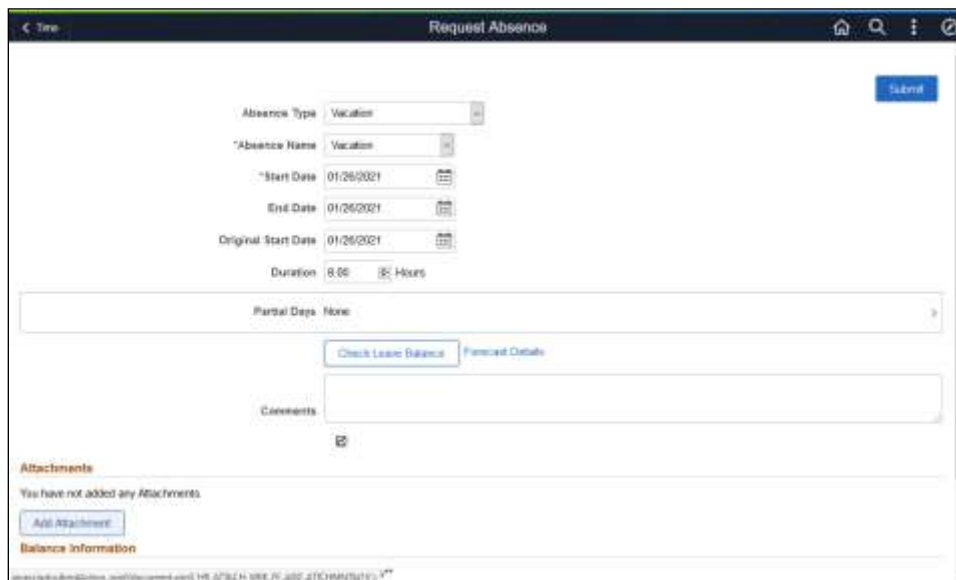 Time
Request Absence
Submit
Absence Type Vacation
*Absence Name Vacation
*Start Date 01/26/2021
End Date 01/26/2021
Original Start Date 01/26/2021
Duration 8.00 Hours
Partial Days None
Check Leave Balance Forecast Details
Comments
Attachments
You have not added any Attachments.
Add Attachment
Balance Information